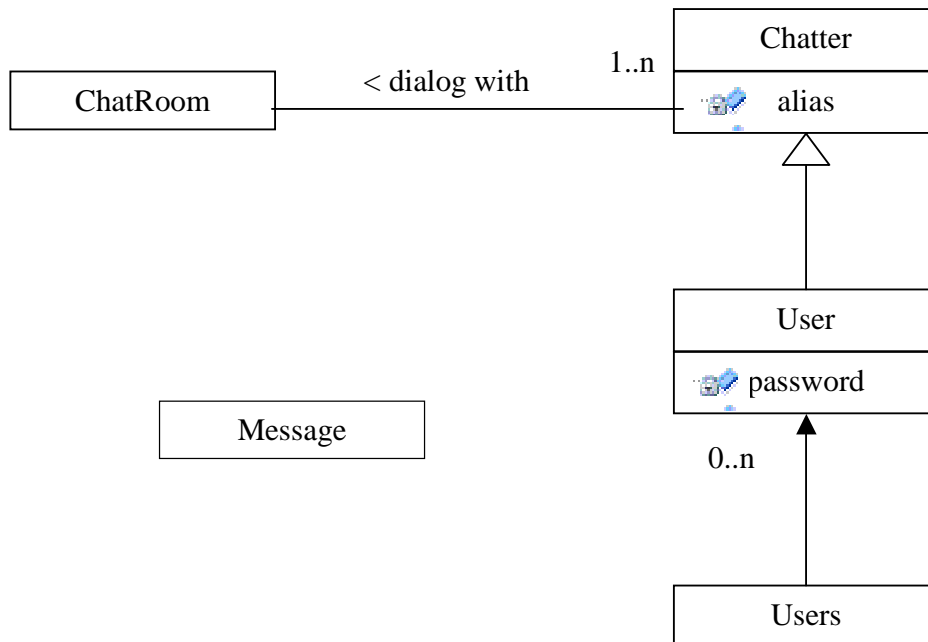 Chatter
1..n
< dialog with
ChatRoom
alias
User
password
Message
0..n
Users